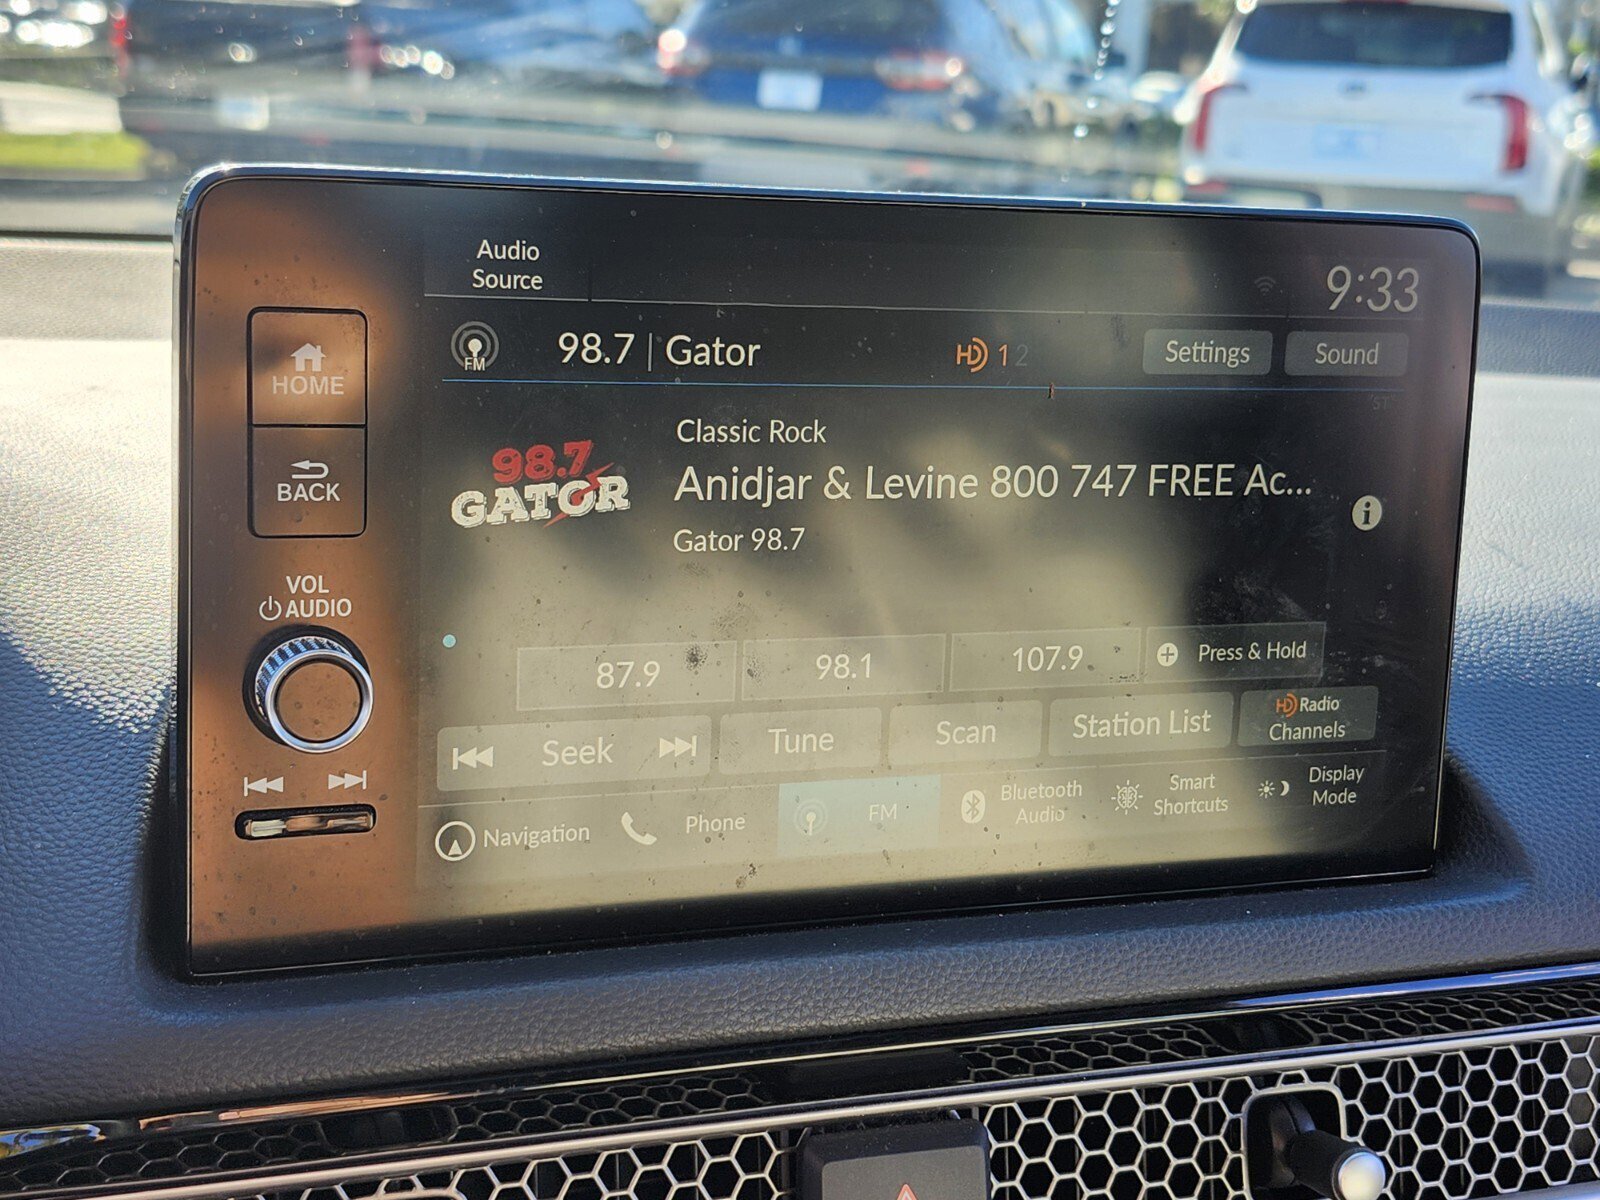 Audio
Source
9:33
HOME
FM
98.7 | Gator
HD 1 2
Settings
Sound
ST
Classic Rock
98.7
GATOR
Anidjar & Levine 800 747 FREE Ac...
Gator 98.7
i
BACK
VOL
AUDIO
87.9
98.1
107.9
Press & Hold
Seek
Tune
Scan
Station List
HD Radio
Channels
Navigation
Phone
FM
Bluetooth
Audio
Smart
Shortcuts
Display
Mode